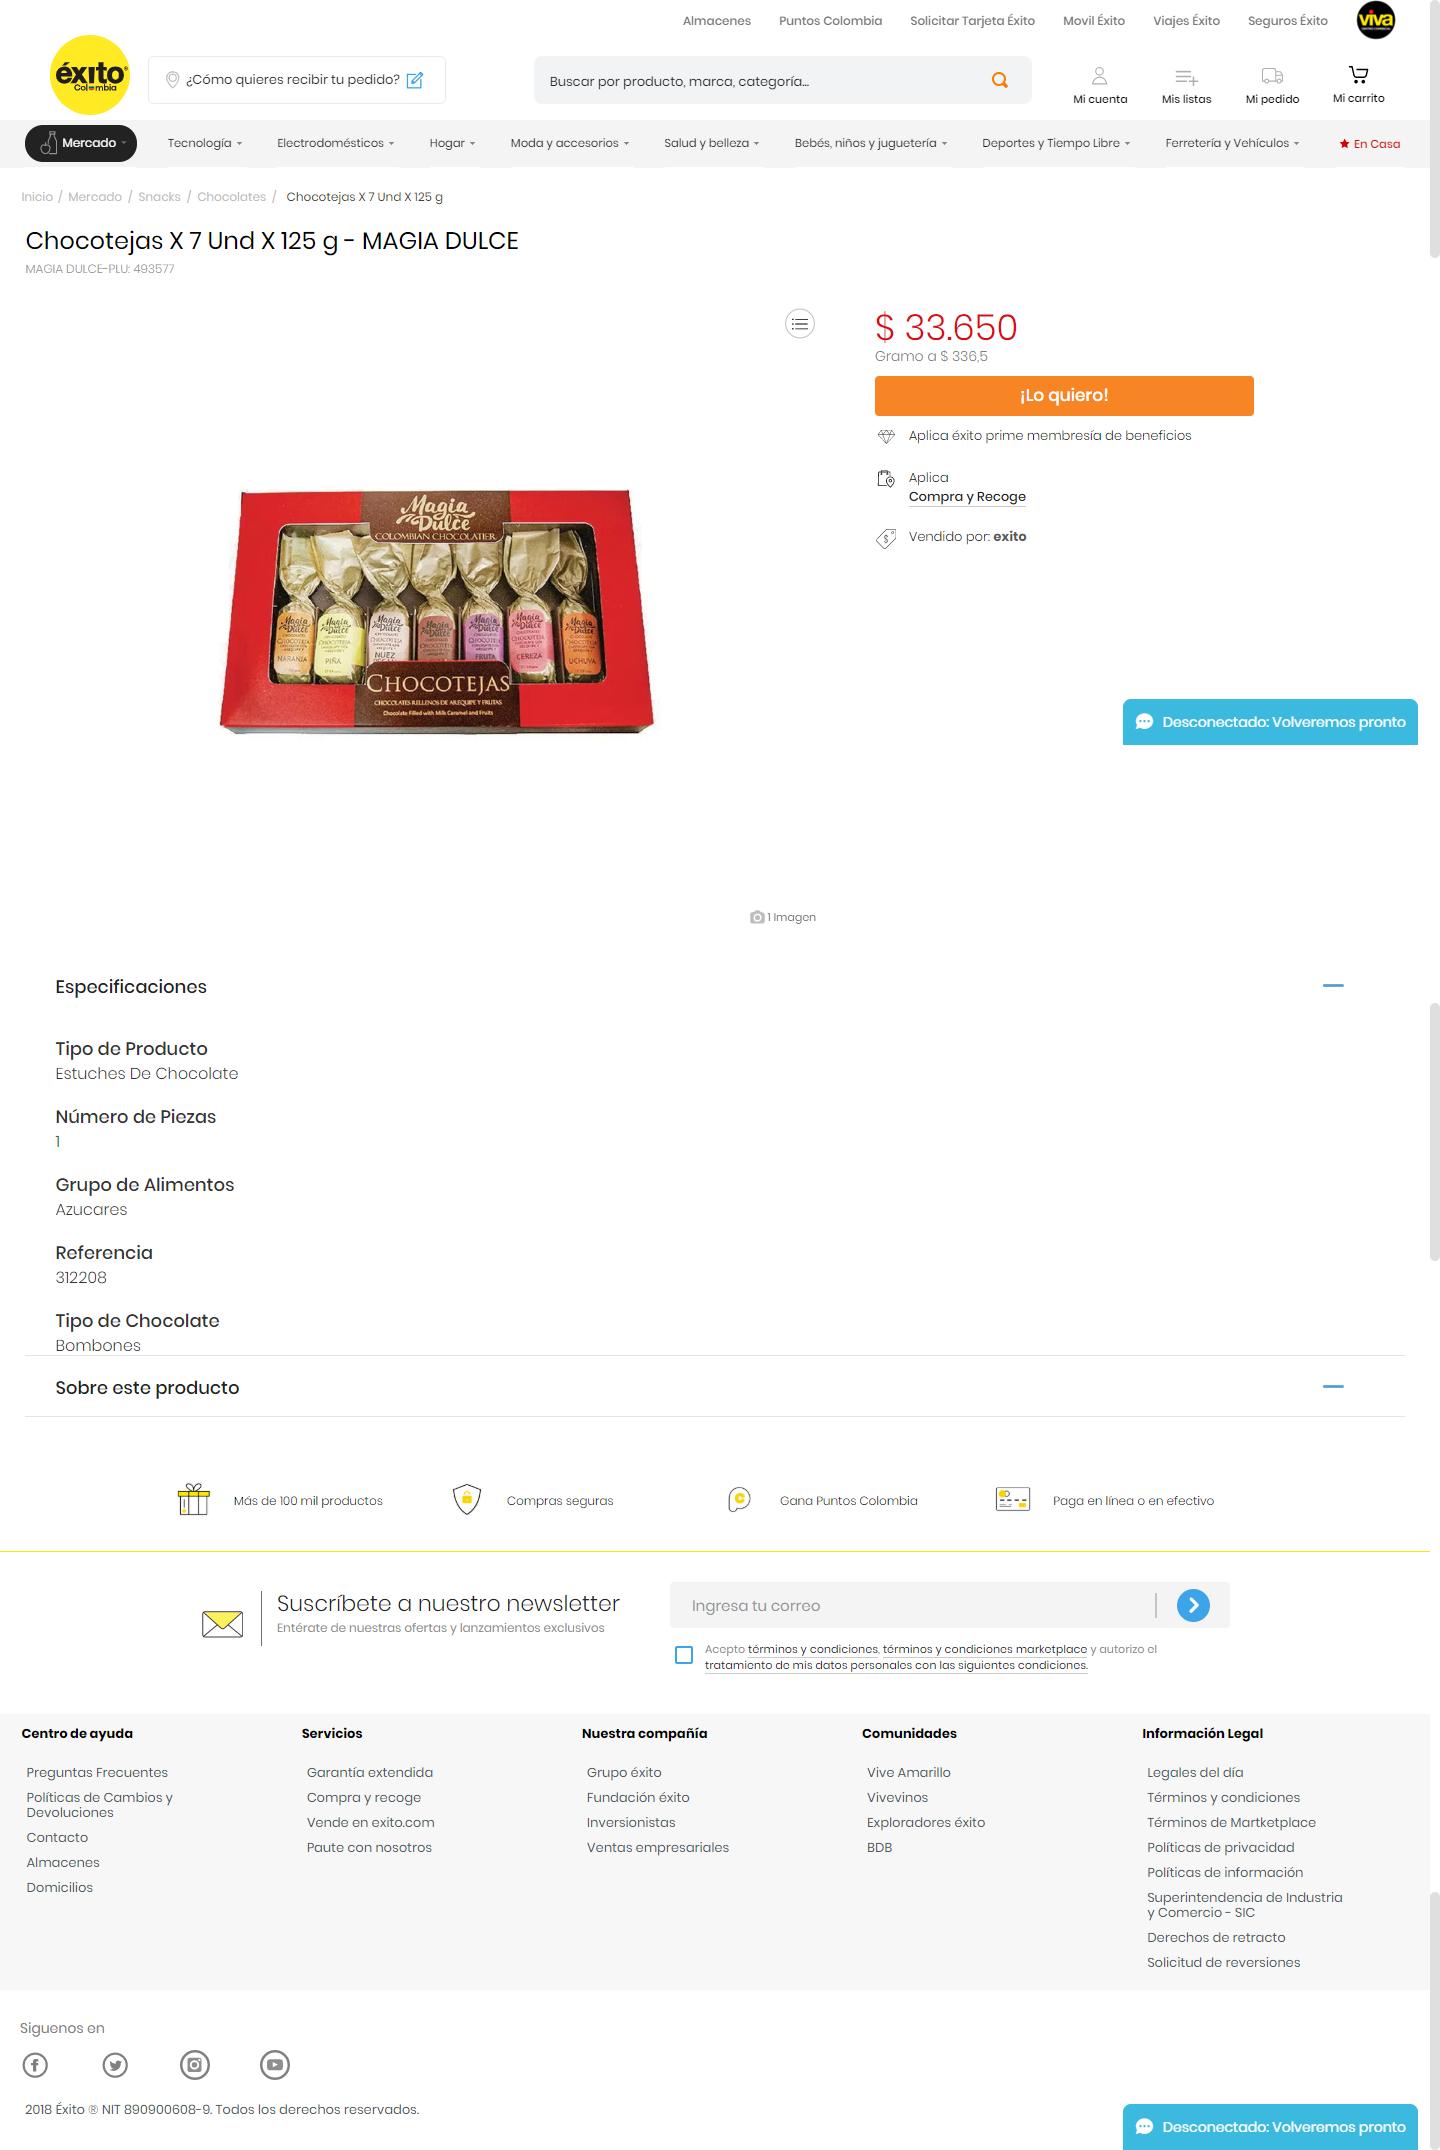 Almacenes Puntos Colombia Solicitar Tarjeta Éxito Movil Éxito Viajes Éxito Seguros Éxito viva
éxito
Colombia
¿Cómo quieres recibir tu pedido?
Buscar por producto, marca, categoría...
Mi cuenta Mis listas Mi pedido Mi carrito
Mercado Tecnología Electrodomésticos Hogar Moda y accesorios Salud y belleza Bebés, niños y juguetería Deportes y Tiempo Libre Ferretería y Vehículos En Casa
Inicio / Mercado / Snacks / Chocolates / Chocotejas X 7 Und X 125 g
Chocotejas X 7 Und X 125 g - MAGIA DULCE
MAGIA DULCE-PLU: 493577
$ 33.650
Gramo a $ 336,5
¡Lo quiero!
Aplica éxito prime membresía de beneficios
Aplica
Compra y Recoge
Vendido por: exito
Magia
Dulce
COLOMBIAN CHOCOLATIER
NARANJA PIÑA NUEZ FRUTA CEREZA UCHUVA
CHOCOTEJAS
CHOCOLATES RELLENOS DE AREQUIPE Y FRUTAS
Chocolate Filled with Milk Caramel and Fruits
Desconectado: Volveremos pronto
1 Imagen
Especificaciones
Tipo de Producto
Estuches De Chocolate
Número de Piezas
1
Grupo de Alimentos
Azucares
Referencia
312208
Tipo de Chocolate
Bombones
Sobre este producto
Más de 100 mil productos Compras seguras Gana Puntos Colombia Paga en línea o en efectivo
Suscríbete a nuestro newsletter
Entérate de nuestras ofertas y lanzamientos exclusivos
Ingresa tu correo
Acepto términos y condiciones, términos y condiciones marketplace y autorizo el
tratamiento de mis datos personales con las siguientes condiciones.
Centro de ayuda
Preguntas Frecuentes
Políticas de Cambios y
Devoluciones
Contacto
Almacenes
Domicilios
Servicios
Garantía extendida
Compra y recoge
Vende en exito.com
Paute con nosotros
Nuestra compañía
Grupo éxito
Fundación éxito
Inversionistas
Ventas empresariales
Comunidades
Vive Amarillo
Vivevinos
Exploradores éxito
BDB
Información Legal
Legales del día
Términos y condiciones
Términos de Martketplace
Políticas de privacidad
Políticas de información
Superintendencia de Industria
y Comercio - SIC
Derechos de retracto
Solicitud de reversiones
Siguenos en
2018 Éxito ® NIT 890900608-9. Todos los derechos reservados.
Desconectado: Volveremos pronto